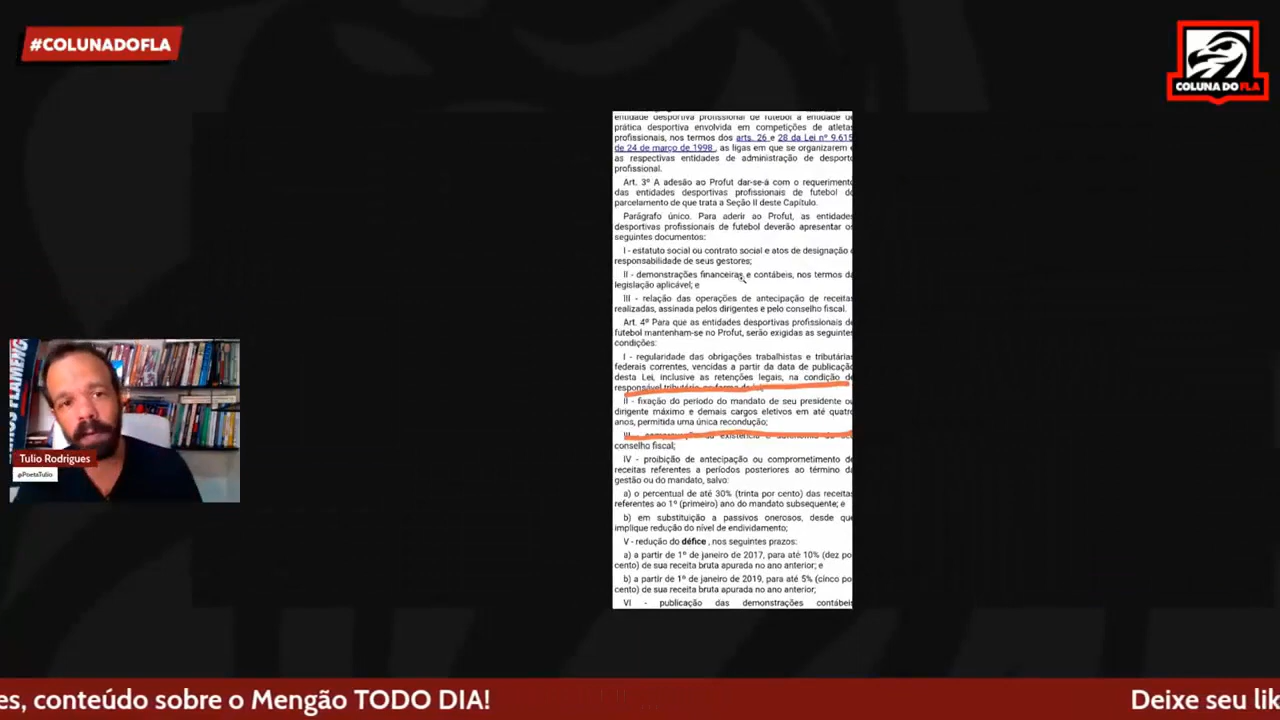 #COLUNADOFLA
COLUNA DO FLA
entidade desportiva profissional de futebol a entidade de
prática desportiva envolvida em competições de atletas
profissionais, nos termos dos arts. 26 e 28 da Lei nº 9.615
de 24 de março de 1998 , as ligas em que se organizarem e
as respectivas entidades de administração de desporto
profissional.
Art. 3º A adesão ao Profut dar-se-á com o requerimento
das entidades desportivas profissionais de futebol do
parcelamento de que trata a Seção II deste Capítulo.
Parágrafo único. Para aderir ao Profut, as entidades
desportivas profissionais de futebol deverão apresentar os
seguintes documentos:
I - estatuto social ou contrato social e atos de designação
responsabilidade de seus gestores;
II - demonstrações financeiras e contábeis, nos termos da
legislação aplicável; e
III - relação das operações de antecipação de receitas
realizadas, assinada pelos dirigentes e pelo conselho fiscal.
Art. 4º Para que as entidades desportivas profissionais de
futebol mantenham-se no Profut, serão exigidas as seguintes
condições:
I - regularidade das obrigações trabalhistas e tributárias
federais correntes, vencidas a partir da data de publicação
desta Lei, inclusive as retenções legais, na condição de
responsável tributário
II - fixação do período do mandato de seu presidente ou
dirigente máximo e demais cargos eletivos em até quatro
anos, permitida uma única recondução;
III - existência e
conselho fiscal;
IV - proibição de antecipação ou comprometimento de
receitas referentes a períodos posteriores ao término da
gestão ou do mandato, salvo:
a) o percentual de até 30% (trinta por cento) das receitas
referentes ao 1º (primeiro) ano do mandato subsequente; e
b) em substituição a passivos onerosos, desde que
implique redução do nível de endividamento;
V - redução do défice , nos seguintes prazos:
a) a partir de 1º de janeiro de 2017, para até 10% (dez po
cento) de sua receita bruta apurada no ano anterior; e
b) a partir de 1º de janeiro de 2019, para até 5% (cinco po
cento) de sua receita bruta apurada no ano anterior;
VI - publicação das demonstrações contábeis
Tulio Rodrigues
@PoetaTulio
es, conteúdo sobre o Mengão TODO DIA!
Deixe seu lik